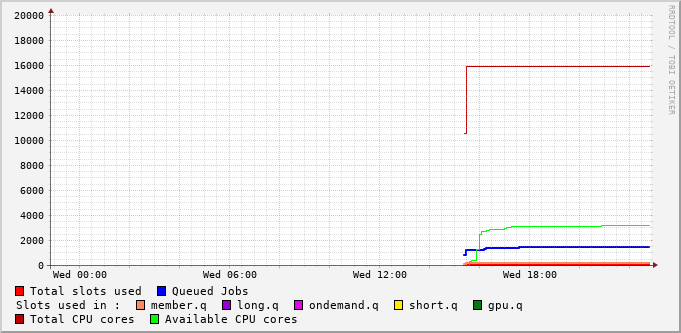 20000
18000
16000
14000
12000
10000
8000
6000
4000
2000
0
Wed 00:00 Wed 06:00 Wed 12:00 Wed 18:00
Total slots used Queued Jobs
Slots used in : member.q long.q ondemand.q short.q gpu.q
Total CPU cores Available CPU cores
RRDTOOL / TOBI OETIKER